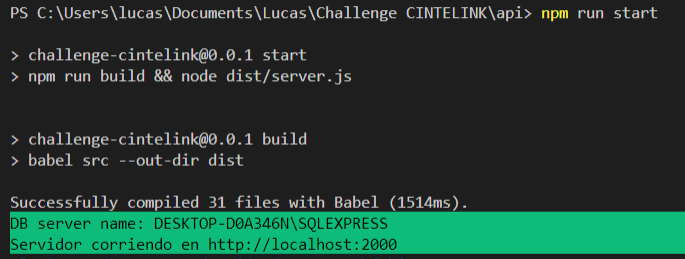 PS C:\Users\lucas\Documents\Lucas\Challenge CINTELINK\api> npm run start
> challenge-cintelink@0.0.1 start
> npm run build && node dist/server.js
> challenge-cintelink@0.0.1 build
> babel src --out-dir dist
Successfully compiled 31 files with Babel (1514ms).
DB server name: DESKTOP-D0A346N\SQLEXPRESS
Servidor corriendo en http://localhost:2000